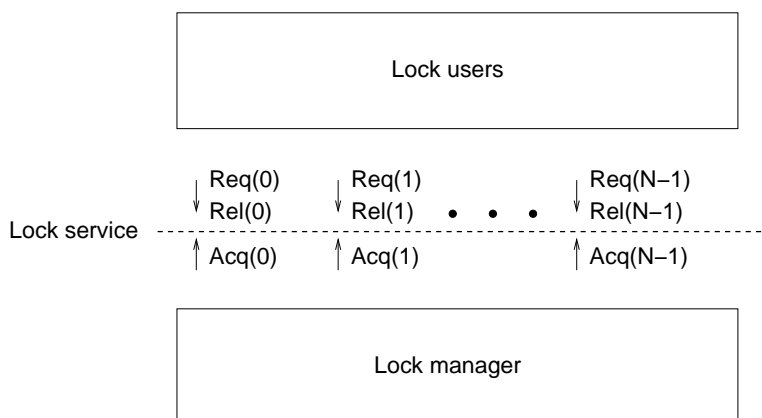 Lock users
Req(0) Req(1) Req(N−1)
Rel(0) Rel(1) • • • Rel(N−1)
Lock service
Acq(0) Acq(1) Acq(N−1)
Lock manager